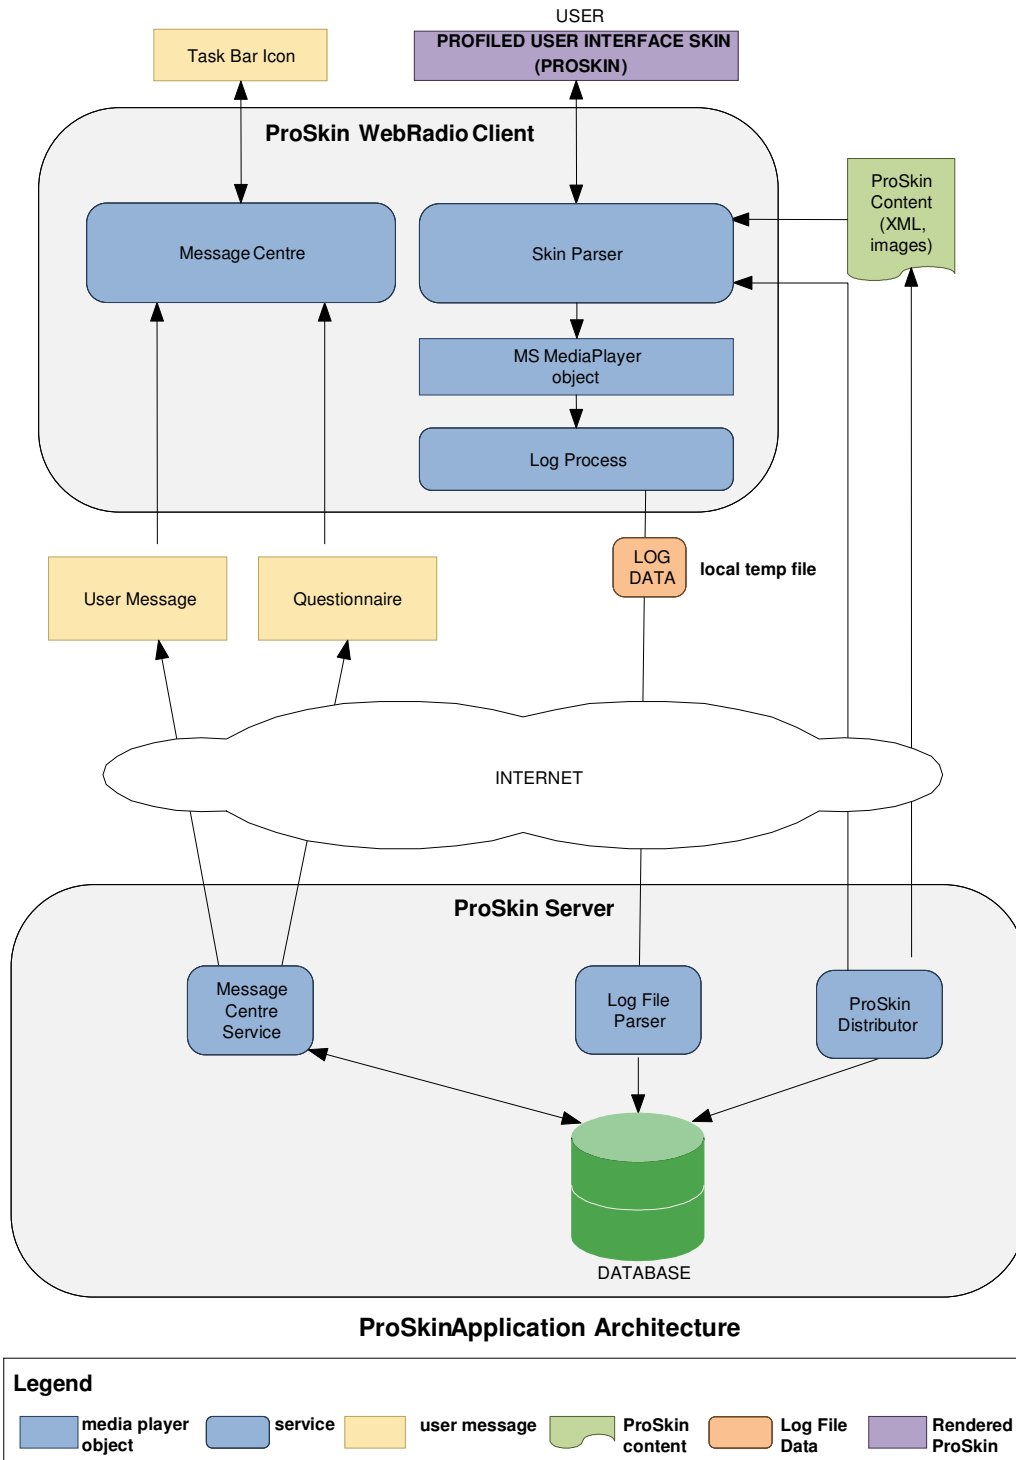 USER
PROFILED USER INTERFACE SKIN
(PROSKIN)
Task Bar Icon
ProSkin WebRadio Client
ProSkin
Content
(XML,
images)
Message Centre
Skin Parser
MS MediaPlayer
object
Log Process
LOG
DATA
local temp file
User Message
Questionnaire
INTERNET
ProSkin Server
Message
Centre
Service
Log File
Parser
ProSkin
Distributor
DATABASE
ProSkinApplication Architecture
Legend
media player
object
service
user message
ProSkin
content
Log File
Data
Rendered
ProSkin